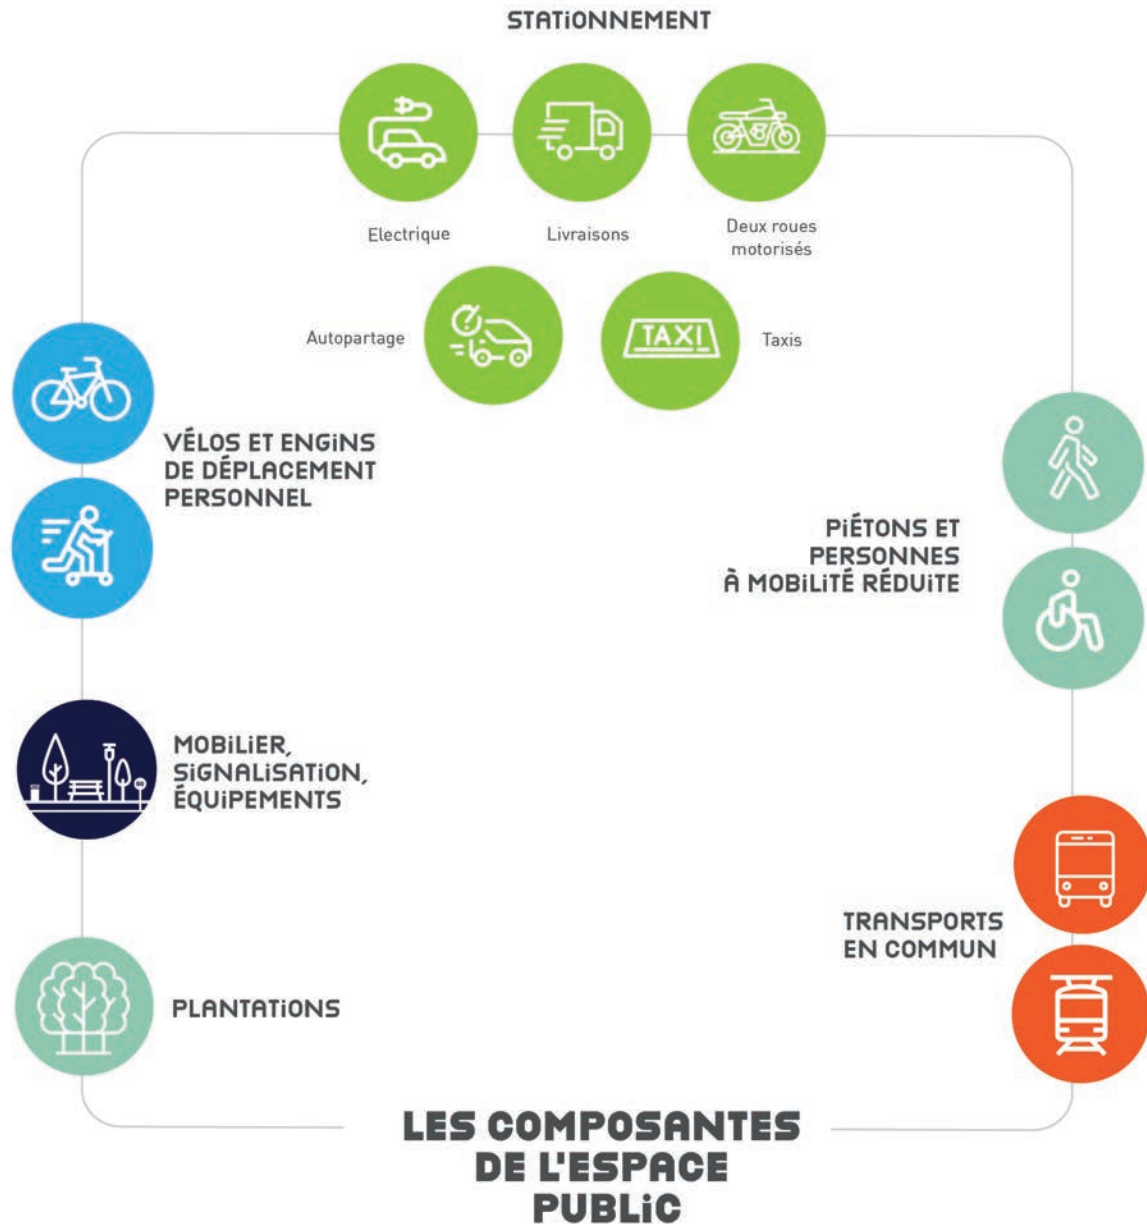 STATIONNEMENT
Electrique
Livraisons
Deux roues
motorisés
Autopartage
TAXI
Taxis
VÉLOS ET ENGINS
DE DÉPLACEMENT
PERSONNEL
PIÉTONS ET
PERSONNES
À MOBILITÉ RÉDUITE
MOBILIER,
SIGNALISATION,
ÉQUIPEMENTS
TRANSPORTS
EN COMMUN
PLANTATIONS
LES COMPOSANTES
DE L'ESPACE
PUBLIC